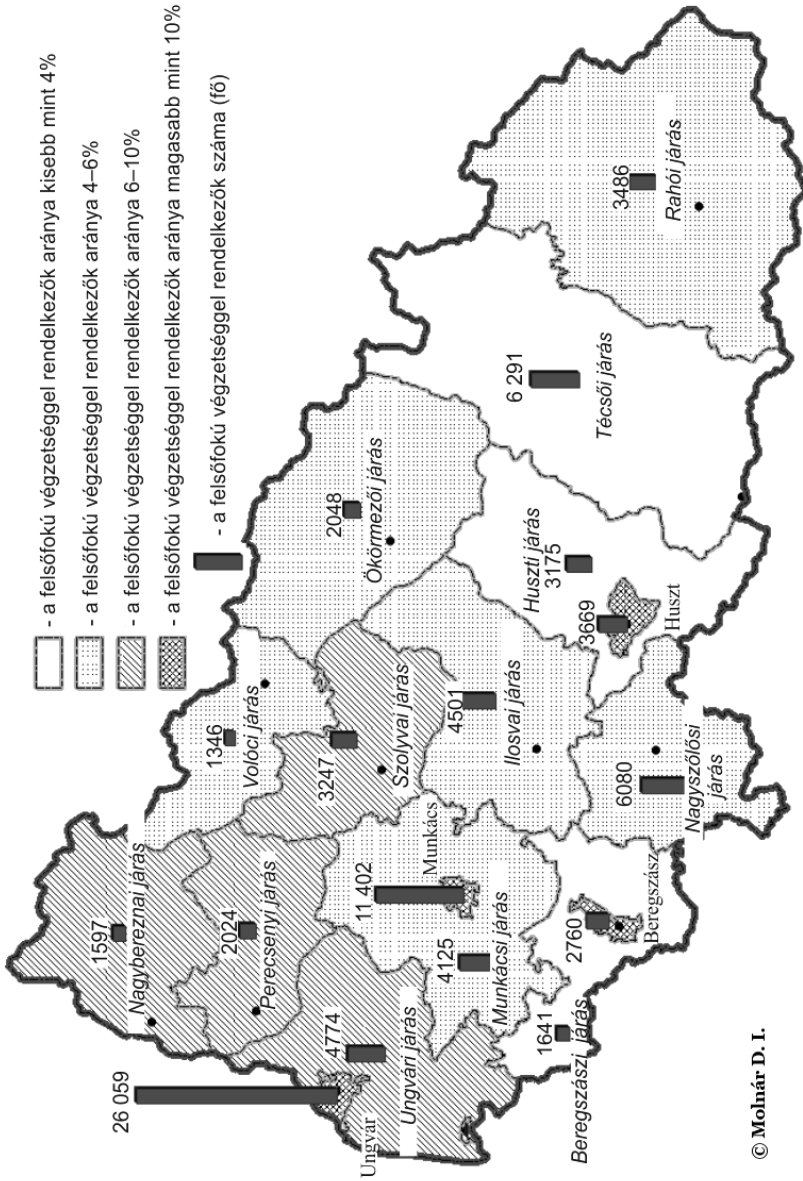 - a felsőfokú végzetséggel rendelkezők aránya kisebb mint 4%
- a felsőfokú végzetséggel rendelkezők aránya 4–6%
- a felsőfokú végzetséggel rendelkezők aránya 6–10%
- a felsőfokú végzetséggel rendelkezők aránya magasabb mint 10%
- a felsőfokú végzetséggel rendelkezők száma (fő)
26 059
Ungvar
4774
Ungvári járás
1597
Nagybereznai járás
2024
Perecsenyi járás
1346
Volóci járás
3247
Szolyvai járás
2048
Ökörmezői járás
11 402
Munkács
4125
Munkácsi járás
4501
Ilosvai járás
1641
Beregszászi járás
2760
Beregszász
6080
Nagyszőlősi
járás
Huszti járás
3175
3669
Huszt
6 291
Técsői járás
3486
Rahói járás
© Molnár D. I.